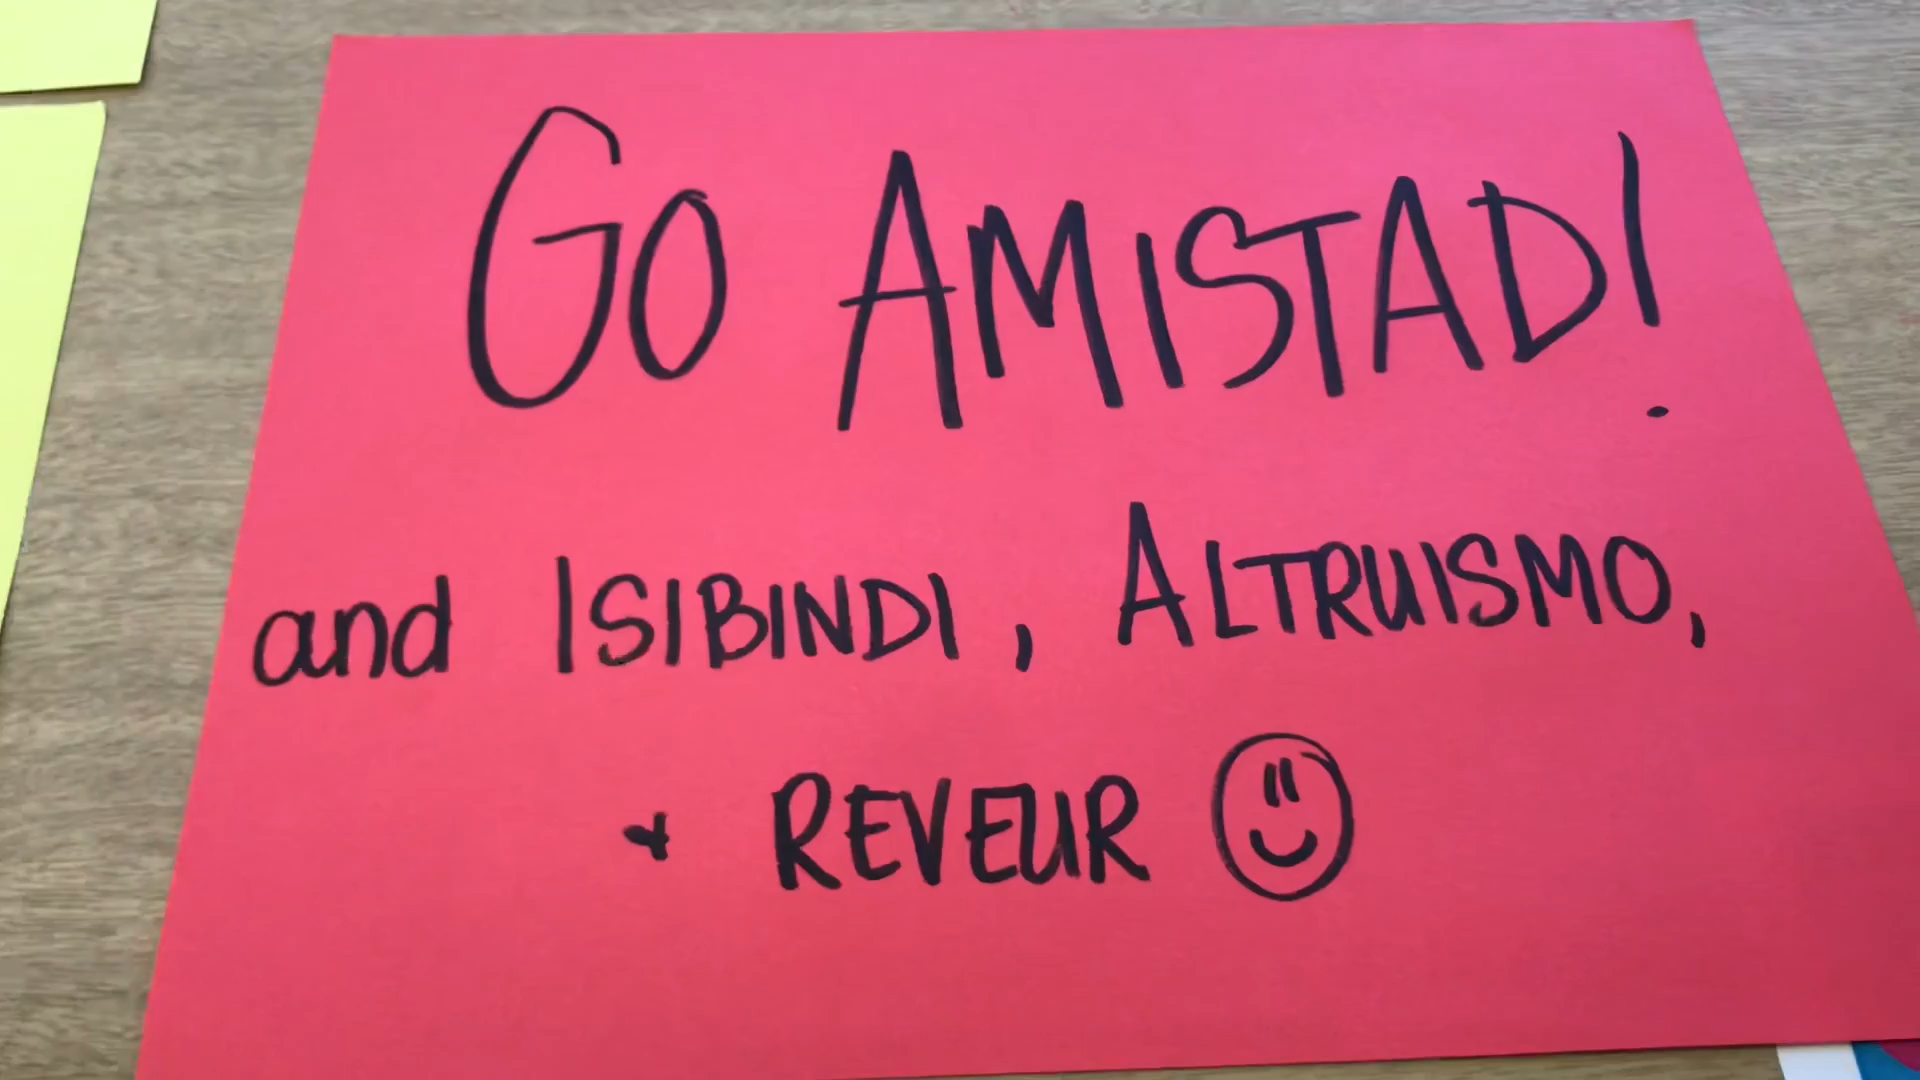 GO AMISTAD!
and ISIBINDI, ALTRUISMO,
+ REVEUR